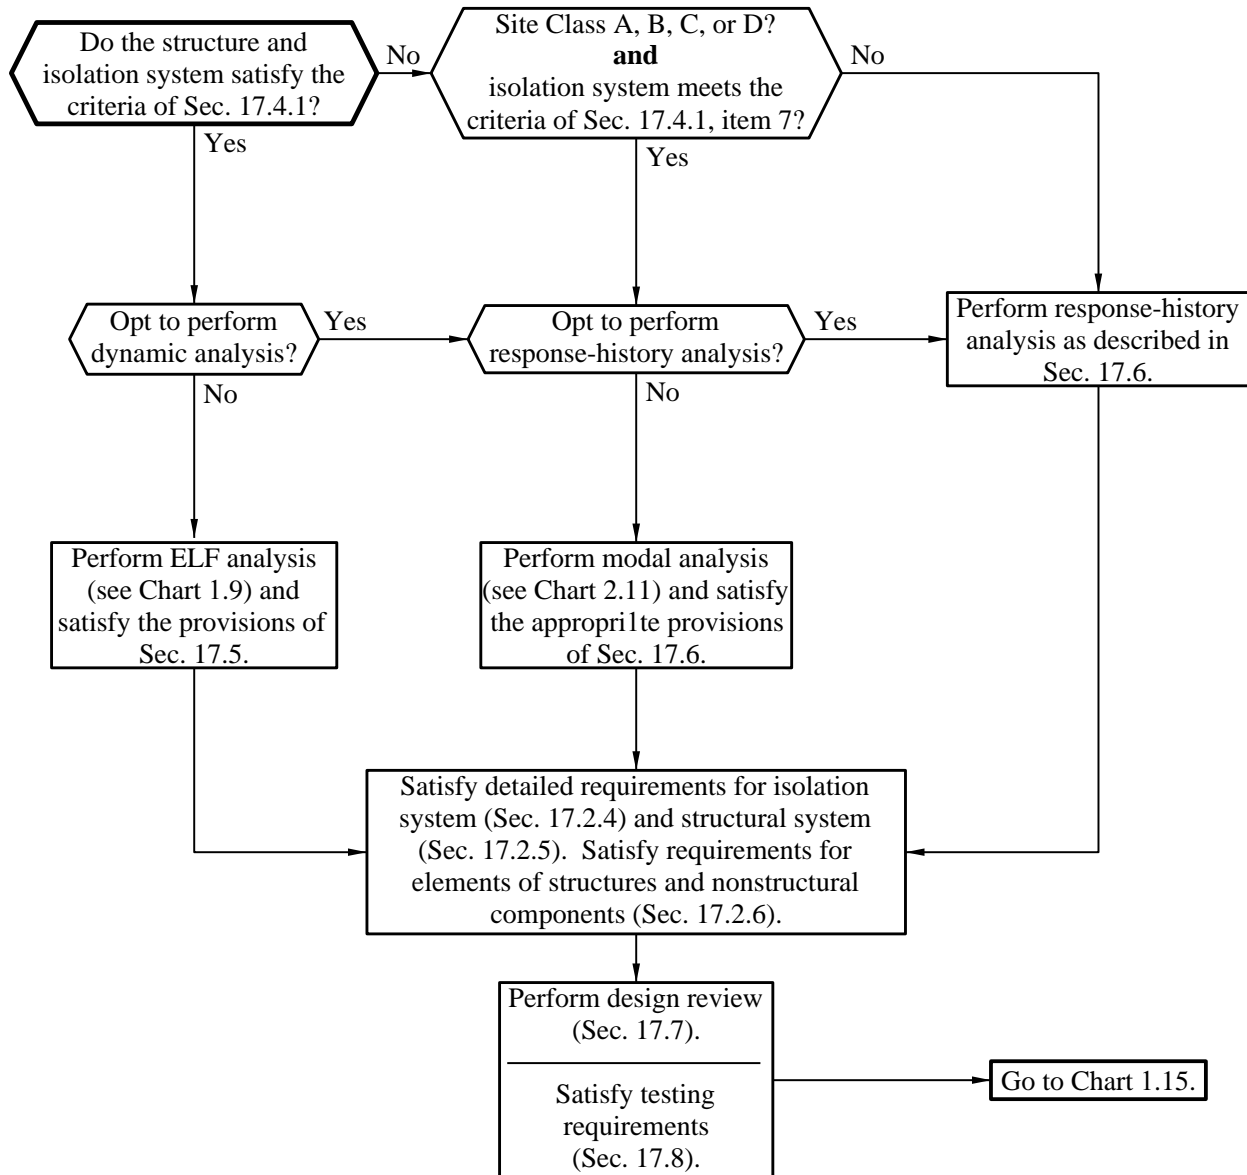 Do the structure and
isolation system satisfy the
criteria of Sec. 17.4.1?
No
Site Class A, B, C, or D?
and
isolation system meets the
criteria of Sec. 17.4.1, item 7?
No
Yes
Yes
Opt to perform
dynamic analysis?
Yes
Opt to perform
response-history analysis?
Yes
Perform response-history
analysis as described in
Sec. 17.6.
No
No
Perform ELF analysis
(see Chart 1.9) and
satisfy the provisions of
Sec. 17.5.
Perform modal analysis
(see Chart 2.11) and satisfy
the appropri1te provisions
of Sec. 17.6.
Satisfy detailed requirements for isolation
system (Sec. 17.2.4) and structural system
(Sec. 17.2.5).  Satisfy requirements for
elements of structures and nonstructural
components (Sec. 17.2.6).
Perform design review
(Sec. 17.7).
Satisfy testing
requirements
(Sec. 17.8).
Go to Chart 1.15.